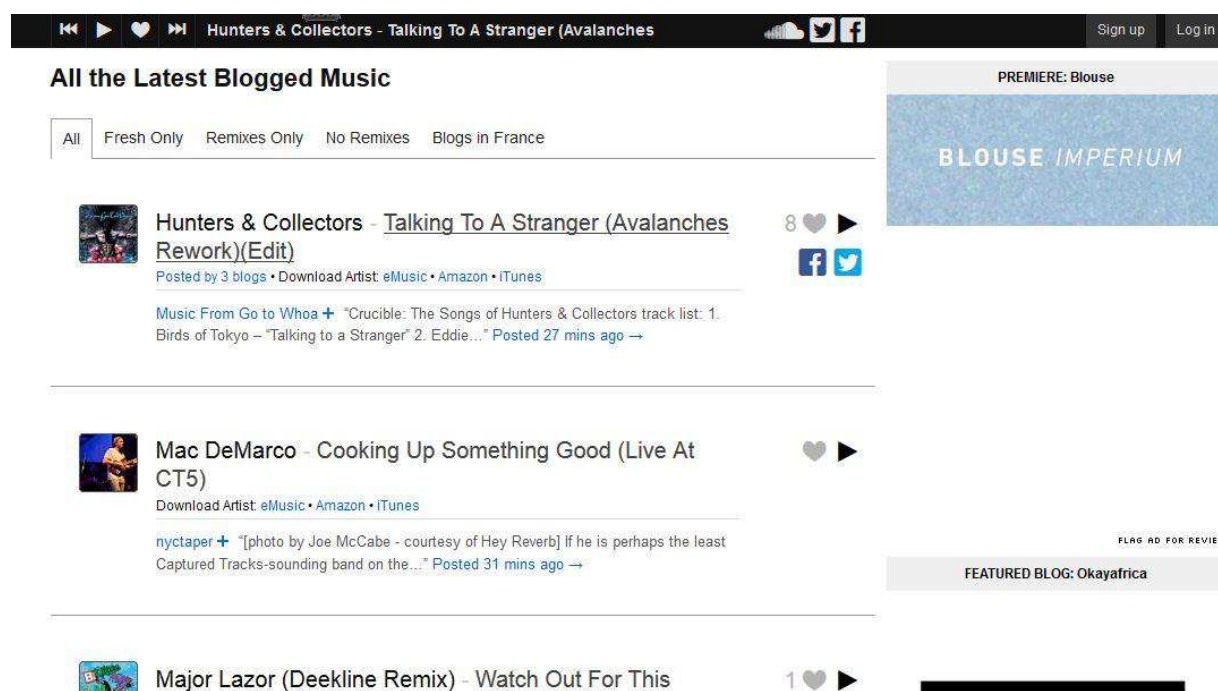 Hunters & Collectors - Talking To A Stranger (Avalanches
Sign up
Log in
All the Latest Blogged Music
All
Fresh Only
Remixes Only
No Remixes
Blogs in France
Hunters & Collectors - Talking To A Stranger (Avalanches
Rework)(Edit)
8
Posted by 3 blogs • Download Artist: eMusic • Amazon • iTunes
Music From Go to Whoa + “Crucible: The Songs of Hunters & Collectors track list: 1.
Birds of Tokyo – “Talking to a Stranger” 2. Eddie…” Posted 27 mins ago →
Mac DeMarco - Cooking Up Something Good (Live At
CT5)
Download Artist: eMusic • Amazon • iTunes
nyctaper + “[photo by Joe McCabe - courtesy of Hey Reverb] If he is perhaps the least
Captured Tracks-sounding band on the…” Posted 31 mins ago →
Major Lazor (Deekline Remix) - Watch Out For This
1
PREMIERE: Blouse
BLOUSE IMPERIUM
FLAG AD FOR REVIE
FEATURED BLOG: Okayafrica